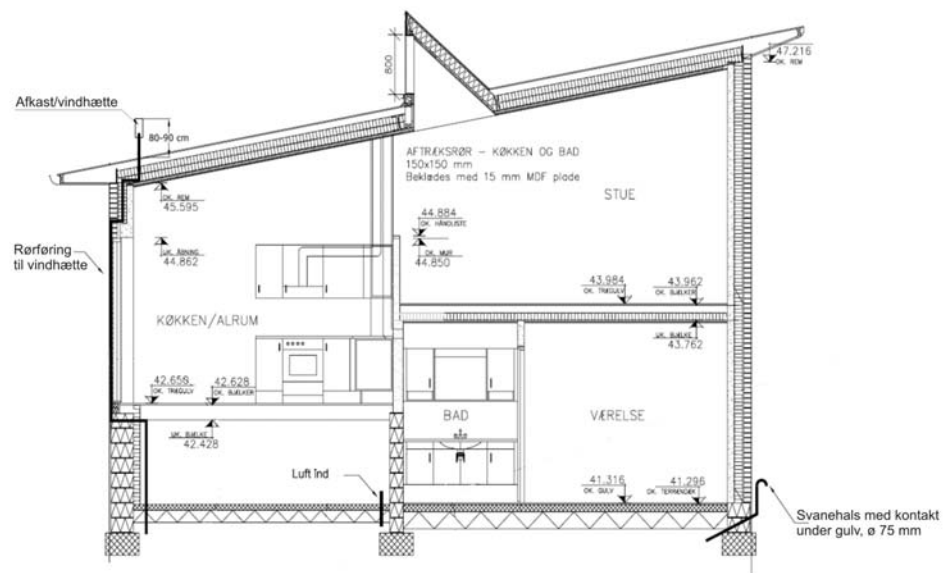 47.216
OK. REM
800
Afkast/vindhætte
80-90 cm
AFTRÆKSRØR - KØKKEN OG BAD
150x150 mm
Beklædes med 15 mm MDF plade
STUE
OK. REM
45.595
44.884
OK. HÅNDLISTE
UK. ÅBNING
44.862
OK. MUR
44.850
Rørføring
til vindhætte
43.984
OK. TRÆGULV
43.962
OK. BJÆLKER
KØKKEN/ALRUM
UK. BJÆLKE
43.762
42.650
OK. TRÆGULV
42.628
OK. BJÆLKER
BAD
VÆRELSE
UK. BJÆLKE
42.428
Luft ind
41.316
OK. GULV
41.296
OK. TERRÆNDÆK
Svanehals med kontakt
under gulv, ø 75 mm